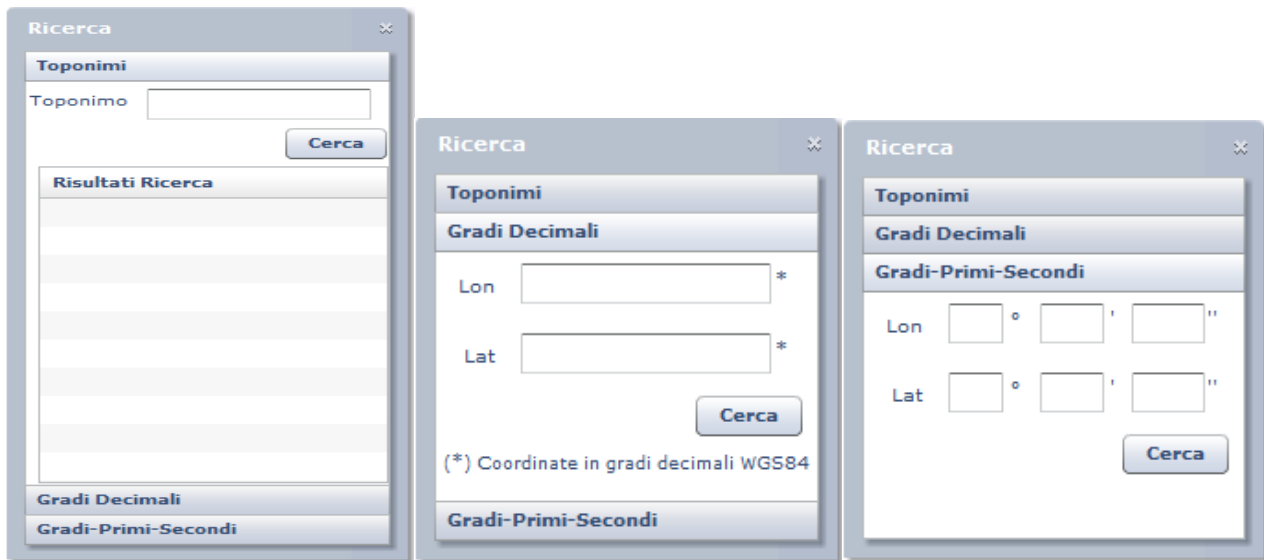 Ricerca
Toponimi
Toponimo
Cerca
Risultati Ricerca
Gradi Decimali
Gradi-Primi-Secondi
Ricerca
Toponimi
Gradi Decimali
Lon *
Lat *
Cerca
(*) Coordinate in gradi decimali WGS84
Gradi-Primi-Secondi
Ricerca
Toponimi
Gradi Decimali
Gradi-Primi-Secondi
Lon ° ' "
Lat ° ' "
Cerca